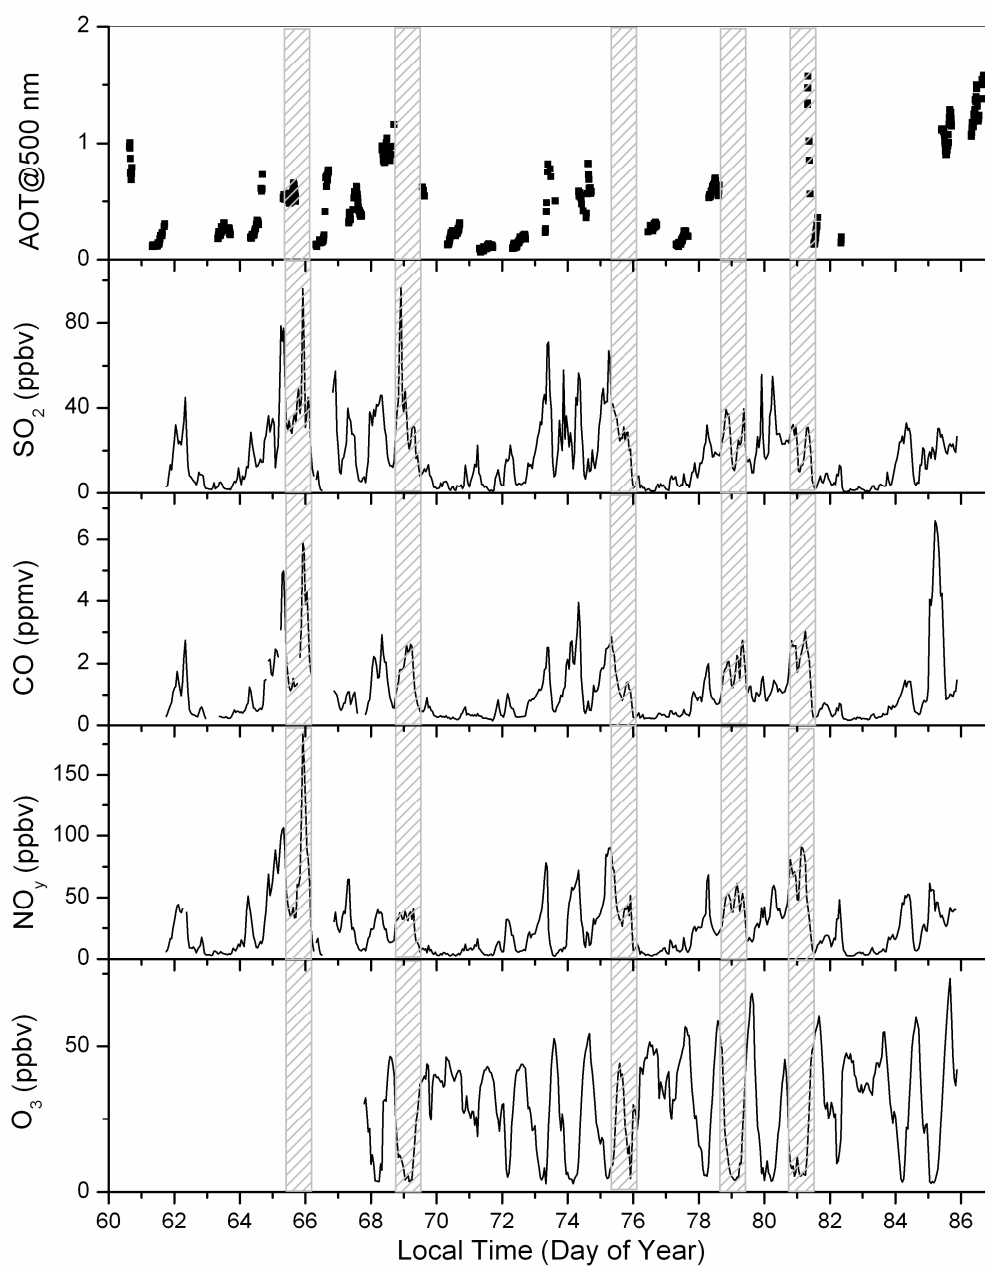 2
1
0
AOT@500 nm
80
40
0
SO2 (ppbv)
6
4
2
0
CO (ppmv)
150
100
50
0
NOy (ppbv)
50
0
O3 (ppbv)
60 62 64 66 68 70 72 74 76 78 80 82 84 86
Local Time (Day of Year)